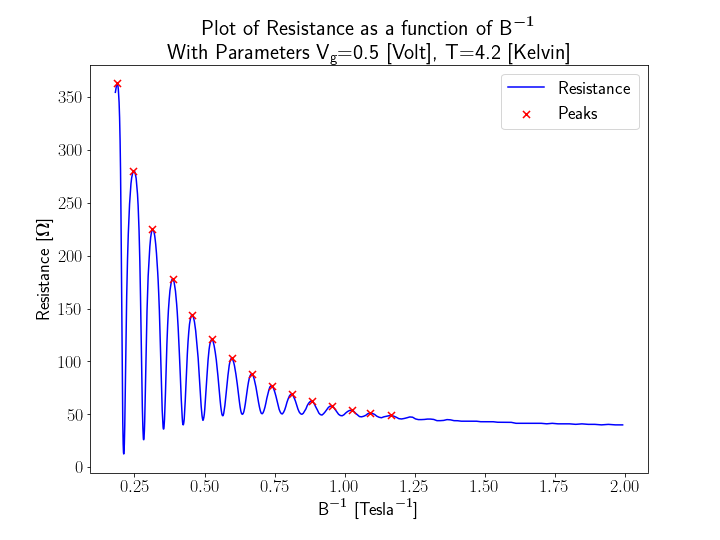 Plot of Resistance as a function of B⁻¹
With Parameters V_g=0.5 [Volt], T=4.2 [Kelvin]
Resistance
Peaks
Resistance [Ω]
350
300
250
200
150
100
50
0
0.25 0.50 0.75 1.00 1.25 1.50 1.75 2.00
B⁻¹ [Tesla⁻¹]